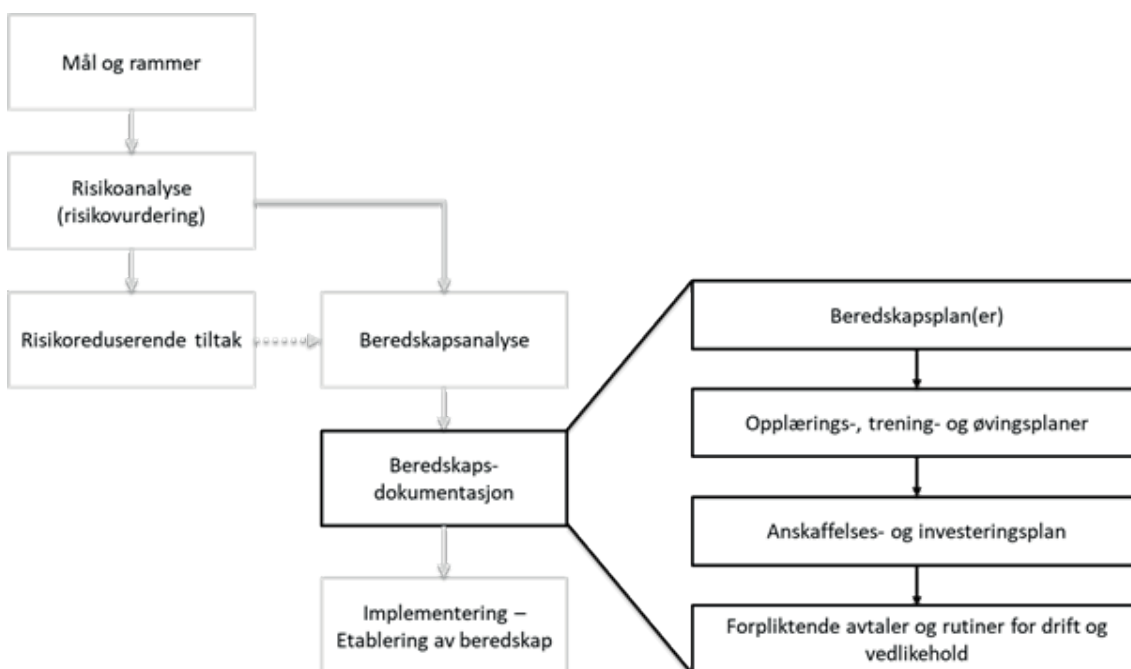 Mål og rammer
Risikoanalyse
(risikovurdering)
Risikoreduserende tiltak
Beredskapsanalyse
Beredskaps-
dokumentasjon
Implementering –
Etablering av beredskap
Beredskapsplan(er)
Opplærings-, trening- og øvingsplaner
Anskaffelses- og investeringsplan
Forpliktende avtaler og rutiner for drift og
vedlikehold